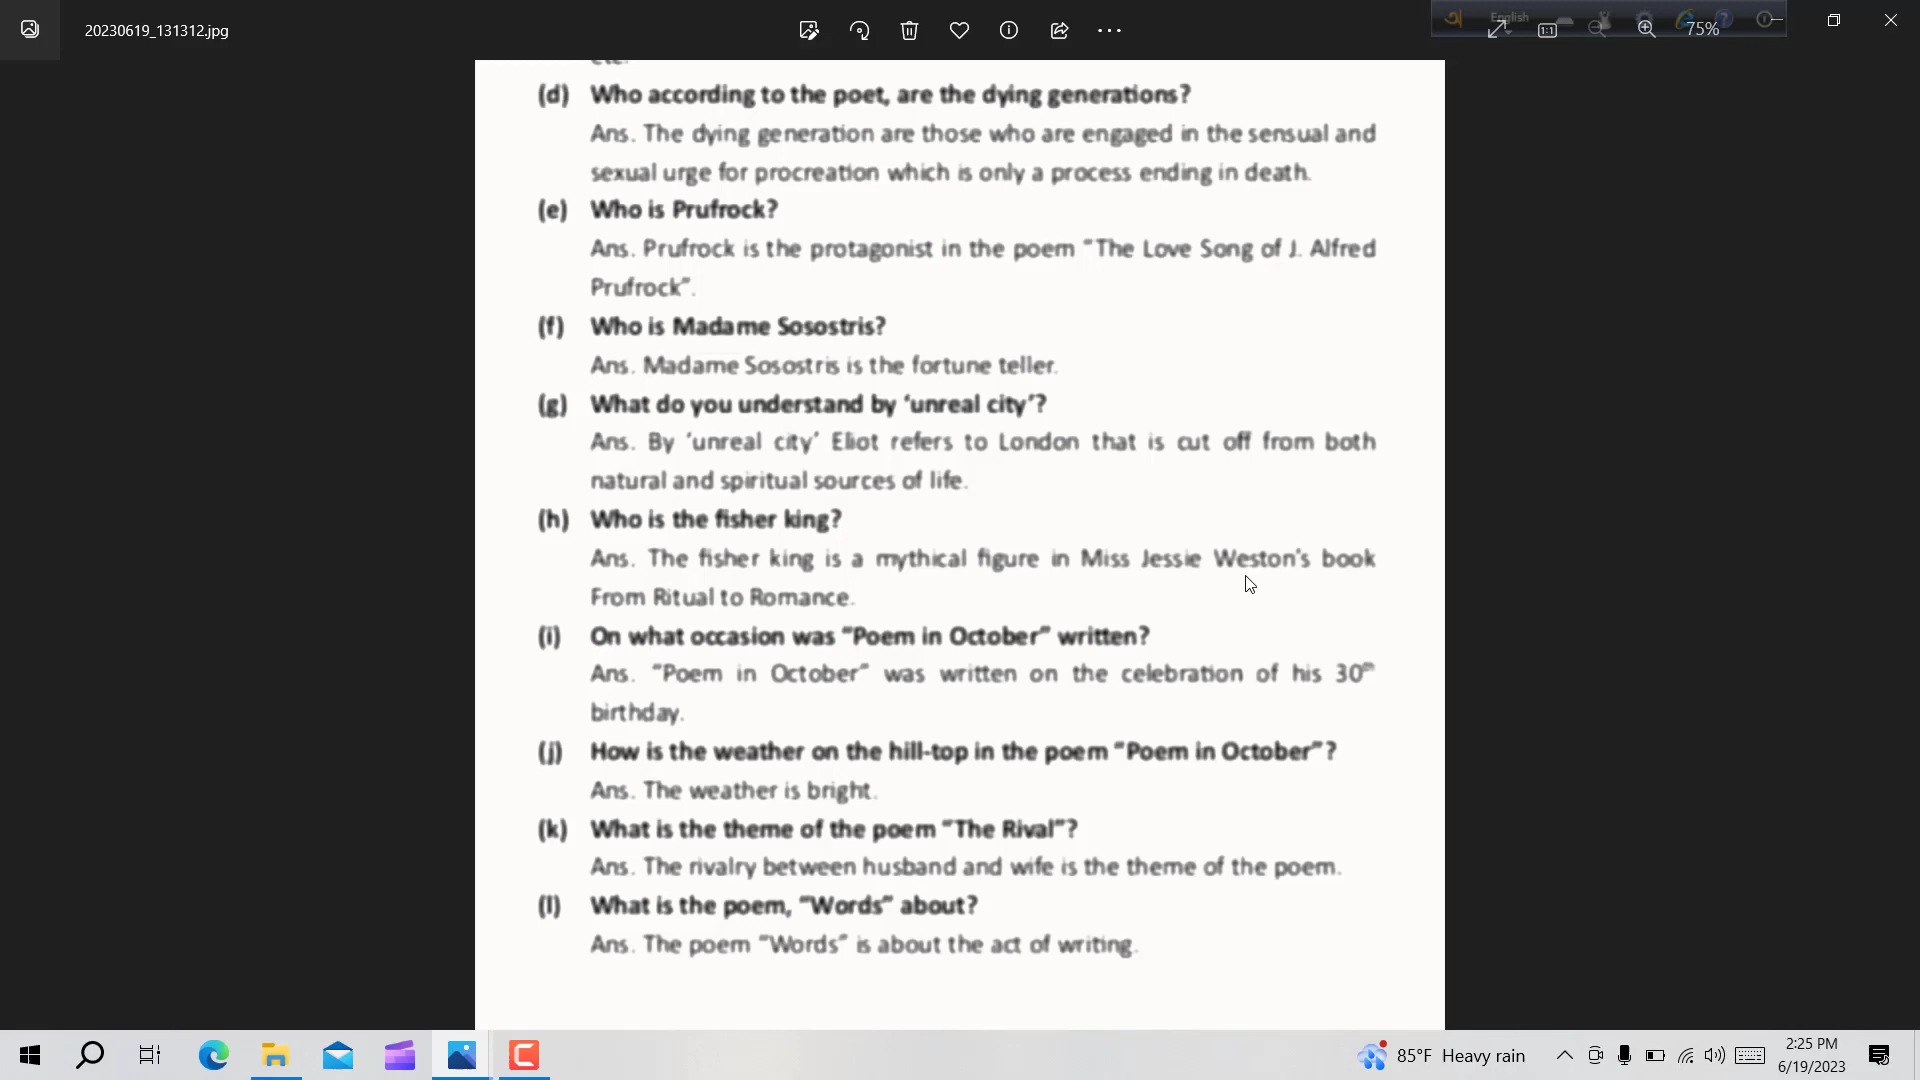 20230619_131312.jpg
English
75%
etc.
(d) Who according to the poet, are the dying generations?
Ans. The dying generation are those who are engaged in the sensual and
sexual urge for procreation which is only a process ending in death.
(e) Who is Prufrock?
Ans. Prufrock is the protagonist in the poem “The Love Song of J. Alfred
Prufrock”.
(f) Who is Madame Sosostris?
Ans. Madame Sosostris is the fortune teller.
(g) What do you understand by ‘unreal city’?
Ans. By ‘unreal city’ Eliot refers to London that is cut off from both
natural and spiritual sources of life.
(h) Who is the fisher king?
Ans. The fisher king is a mythical figure in Miss Jessie Weston's book
From Ritual to Romance.
(i) On what occasion was “Poem in October” written?
Ans. “Poem in October” was written on the celebration of his 30th
birthday.
(j) How is the weather on the hill-top in the poem “Poem in October”?
Ans. The weather is bright.
(k) What is the theme of the poem “The Rival”?
Ans. The rivalry between husband and wife is the theme of the poem.
(l) What is the poem, “Words” about?
Ans. The poem “Words” is about the act of writing.
85°F Heavy rain
2:25 PM
6/19/2023